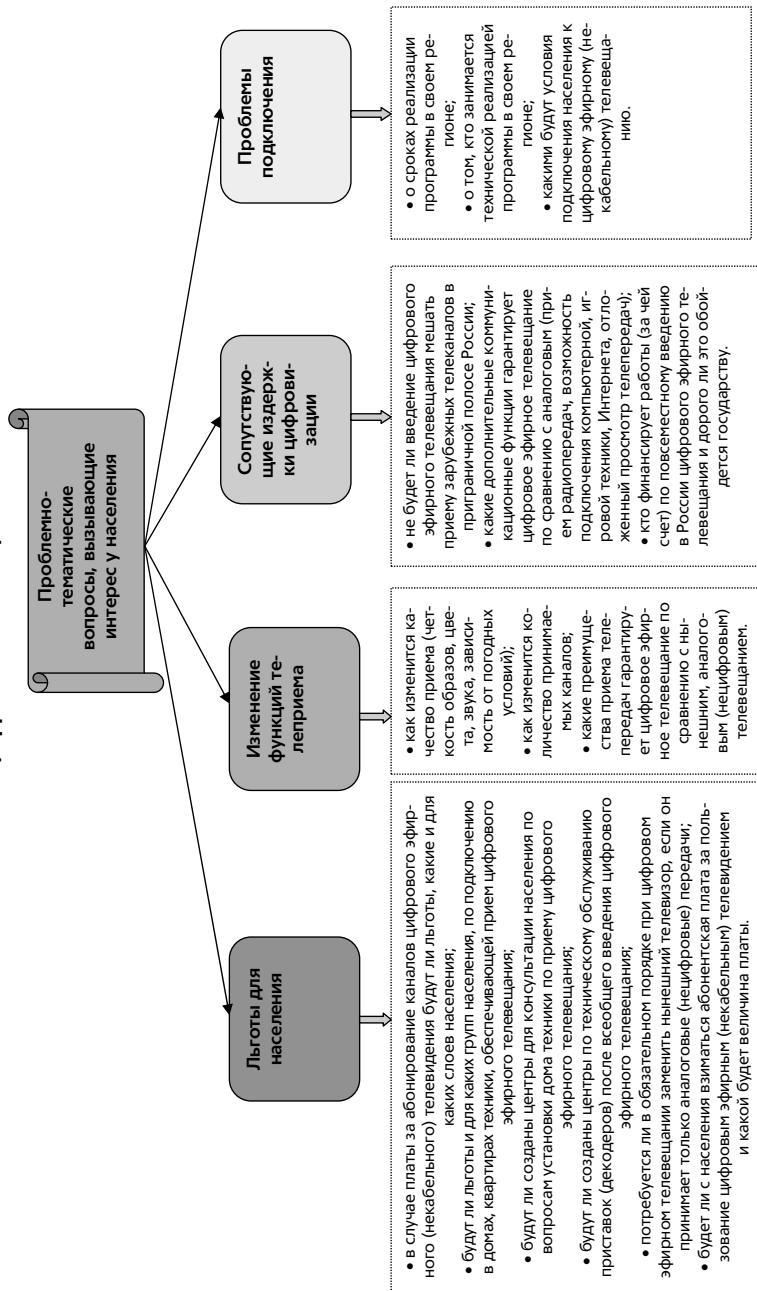 Проблемно-
тематические
вопросы, вызывающие
интерес у населения
Льготы для
населения
• в случае платы за абонирование каналов цифрового эфир-
ного (некабельного) телевидения будут ли льготы, какие и для
каких слоев населения;
• будут ли льготы и для каких групп населения, по подключению
в домах, квартирах техники, обеспечивающей прием цифрового
эфирного телевещания;
• будут ли созданы центры для консультации населения по
вопросам установки дома техники по приему цифрового
эфирного телевещания;
• будут ли созданы центры по техническому обслуживанию
приставок (декодеров) после всеобщего введения цифрового
эфирного телевещания;
• потребуется ли в обязательном порядке при цифровом
эфирном телевещании заменить нынешний телевизор, если он
принимает только аналоговые (нецифровые) передачи;
• будет ли с населения взиматься абонентская плата за поль-
зование цифровым эфирным (некабельным) телевидением
и какой будет величина платы.
Изменение
функций те-
леприема
• как изменится ка-
чество приема (чет-
кость образов, цве-
та, звука, зависи-
мость от погодных
условий);
• как изменится ко-
личество принимае-
мых каналов;
• какие преимуще-
ства приема теле-
передач гарантиру-
ет цифровое эфир-
ное телевещание по
сравнению с ны-
нешним, аналого-
вым (нецифровым)
телевещанием.
Сопутствую-
щие издерж-
ки цифрови-
зации
• не будет ли введение цифрового
эфирного телевещания мешать
приему зарубежных телеканалов в
приграничной полосе России;
• какие дополнительные коммуни-
кационные функции гарантирует
цифровое эфирное телевещание
по сравнению с аналоговым (при-
ем радиопередач, возможность
подключения компьютерной, иг-
ровой техники, Интернета, отло-
женный просмотр телепередач);
• кто финансирует работы (за чей
счет) по повсеместному введению
в России цифрового эфирного те-
левещания и дорого ли это обой-
дется государству.
Проблемы
подключения
• о сроках реализации
программы в своем ре-
гионе;
• о том, кто занимается
технической реализацией
программы в своем ре-
гионе;
• какими будут условия
подключения населения к
цифровому эфирному (не-
кабельному) телевеща-
нию.